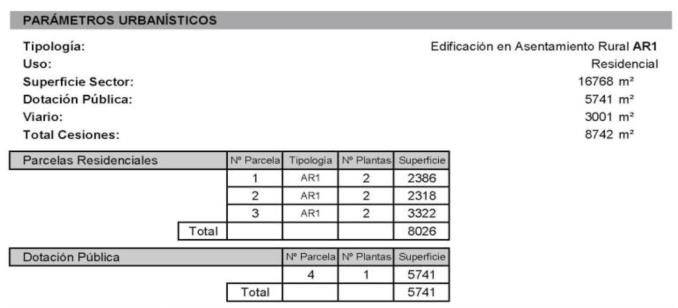 PARÁMETROS URBANÍSTICOS
Tipología: Edificación en Asentamiento Rural AR1
Uso: Residencial
Superficie Sector: 16768 m²
Dotación Pública: 5741 m²
Viario: 3001 m²
Total Cesiones: 8742 m²
Parcelas Residenciales Nº Parcela Tipología Nº Plantas Superficie
1 AR1 2 2386
2 AR1 2 2318
3 AR1 2 3322
Total 8026
Dotación Pública Nº Parcela Nº Plantas Superficie
4 1 5741
Total 5741